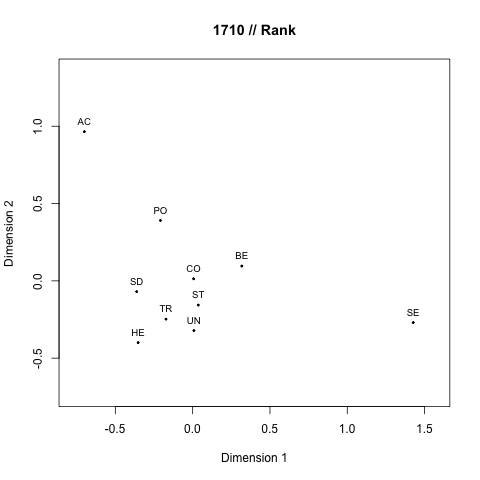 1710 // Rank
Dimension 2
1.0
0.5
0.0
-0.5
AC
PO
BE
CO
SD
ST
TR
UN
SE
HE
-0.5
0.0
0.5
1.0
1.5
Dimension 1